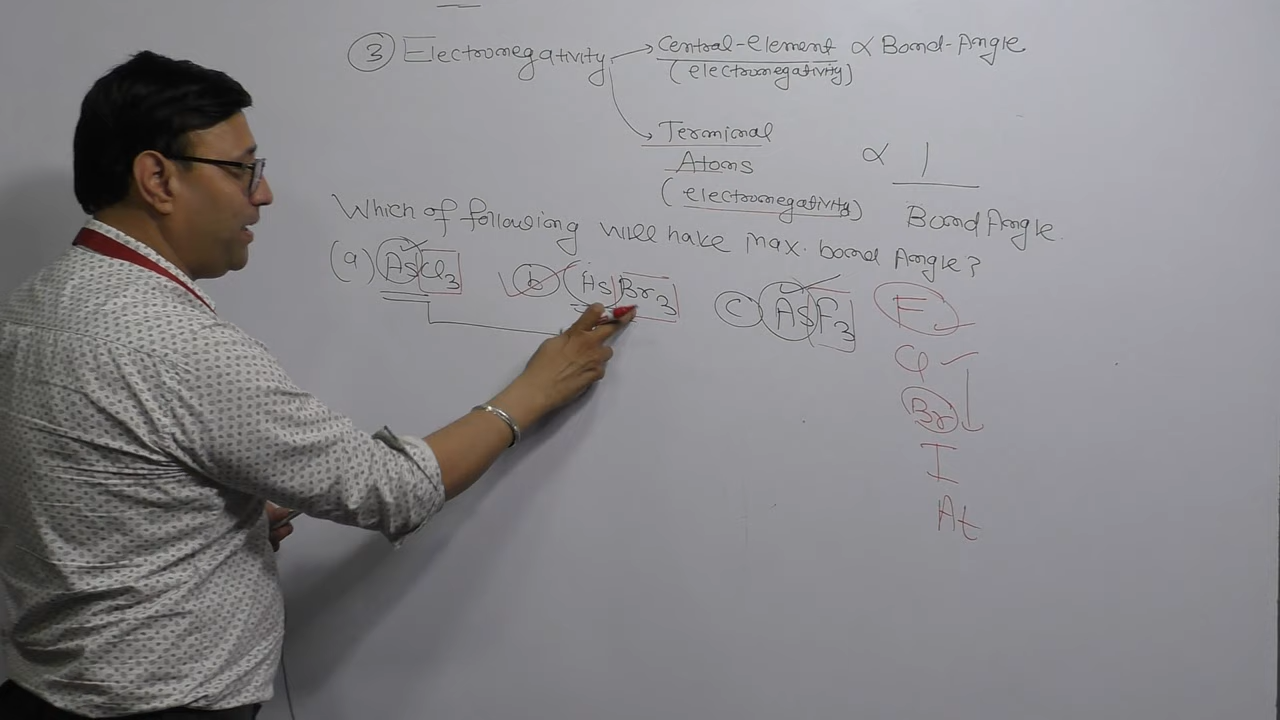 ③ Electronegativity → Central-element ∝ Bond-Angle
(electronegativity)
Terminal
Atoms ∝ 1
(electronegativity) Bond Angle
Which of following will have max. bond Angle?
(a) AsCl3 (b) AsBr3 (c) AsF3 F
Cl
Br
I
At